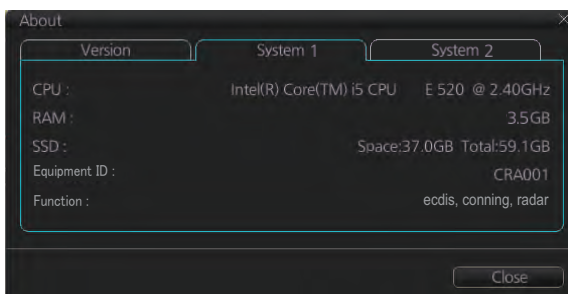 About
Version System 1 System 2
CPU : Intel(R) Core(TM) i5 CPU E 520 @ 2.40GHz
RAM : 3.5GB
SSD : Space:37.0GB Total:59.1GB
Equipment ID : CRA001
Function : ecdis, conning, radar
Close